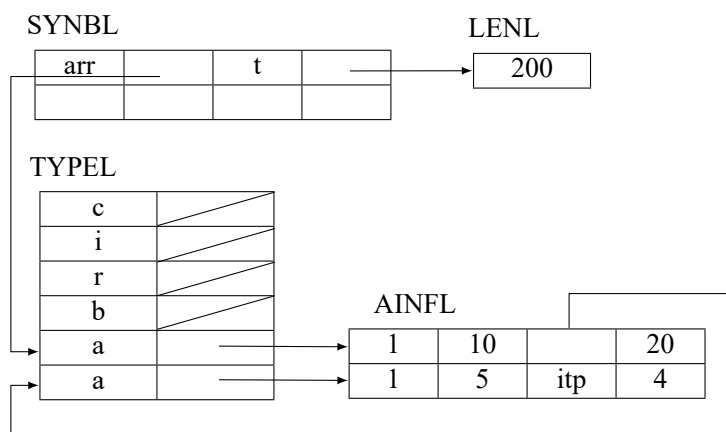 SYNBL
LENL
arr t
200
TYPEL
c
i
r
b
AINFL
a
1 10 20
a
1 5 itp 4